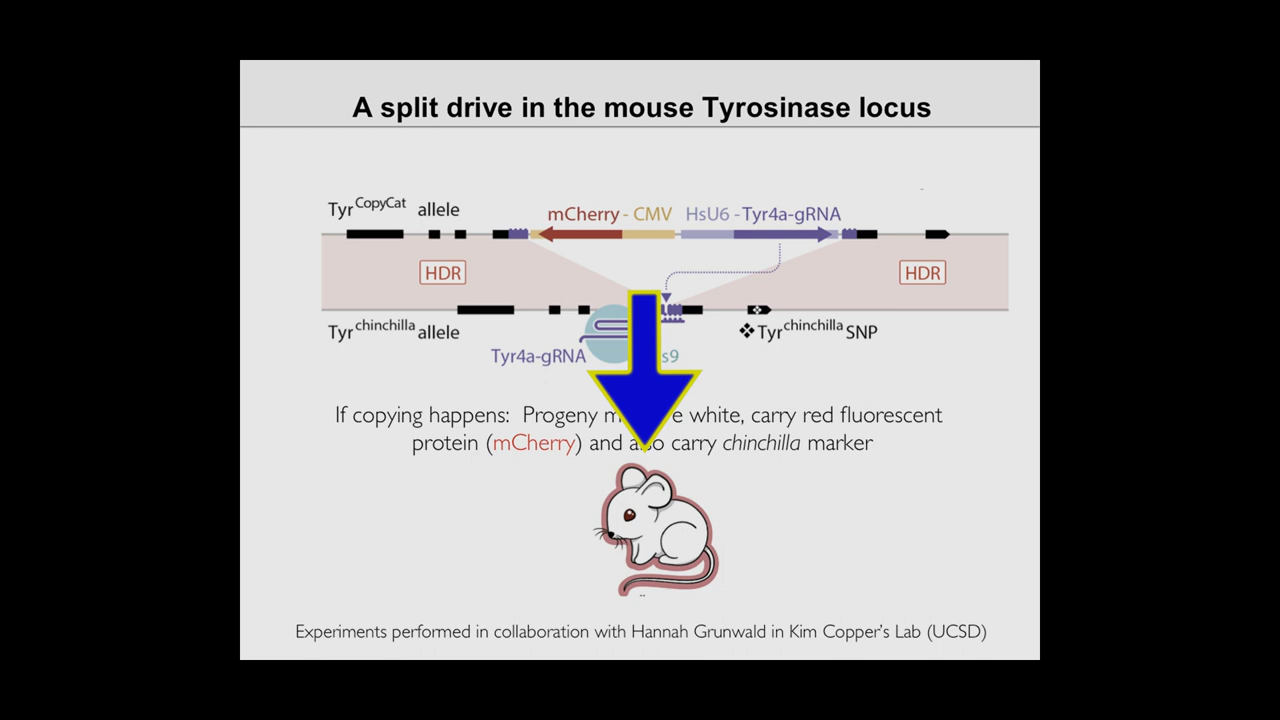 A split drive in the mouse Tyrosinase locus
Tyr CopyCat allele
mCherry - CMV HsU6 - Tyr4a-gRNA
HDR HDR
Tyr chinchilla allele
Tyr chinchilla SNP
Tyr4a-gRNA
If copying happens: Progeny white, carry red fluorescent
protein (mCherry) and also carry chinchilla marker
Experiments performed in collaboration with Hannah Grunwald in Kim Copper's Lab (UCSD)